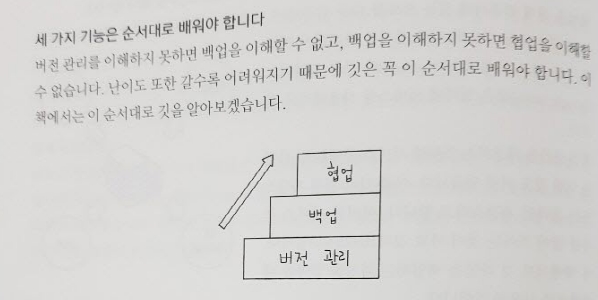 세 가지 기능은 순서대로 배워야 합니다
버전 관리를 이해하지 못하면 백업을 이해할 수 없고, 백업을 이해하지 못하면 협업을 이해할
수 없습니다. 난이도 또한 갈수록 어려워지기 때문에 깃은 꼭 이 순서대로 배워야 합니다. 이
책에서는 이 순서대로 깃을 알아보겠습니다.
협업
백업
버전 관리